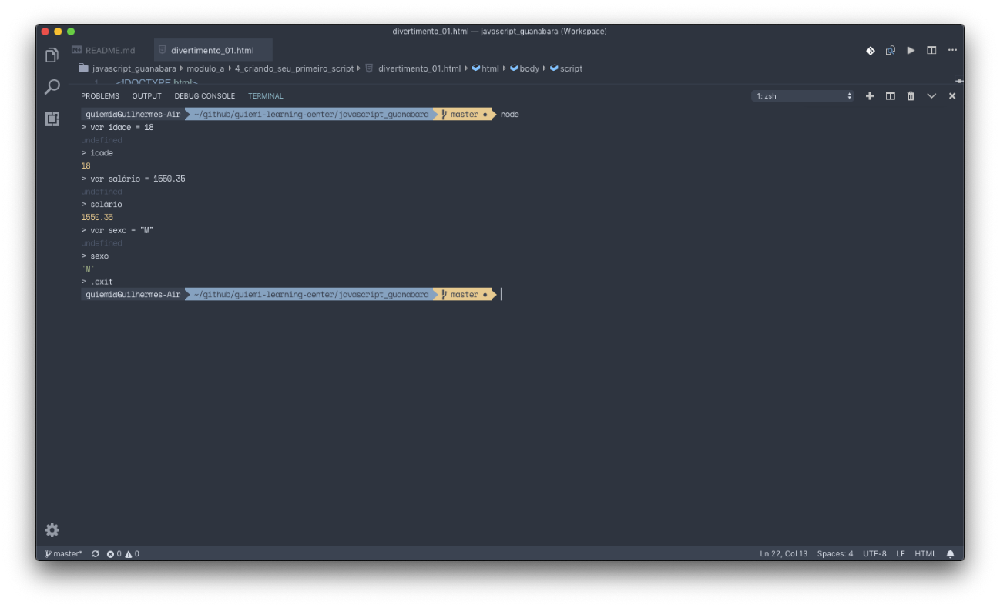 divertimento_01.html — javascript_guanabara (Workspace)
README.md divertimento_01.html
javascript_guanabara modulo_a 4_criando_seu_primeiro_script divertimento_01.html html body script
1 <!DOCTYPE html>
PROBLEMS OUTPUT DEBUG CONSOLE TERMINAL 1: zsh
guiemi@Guilhermes-Air ~/github/guiemi-learning-center/javascript_guanabara master ● node
> var idade = 18
undefined
> idade
18
> var salário = 1550.35
undefined
> salário
1550.35
> var sexo = "M"
undefined
> sexo
'M'
> .exit
guiemi@Guilhermes-Air ~/github/guiemi-learning-center/javascript_guanabara master ●
master* 0 0 Ln 22, Col 13 Spaces: 4 UTF-8 LF HTML